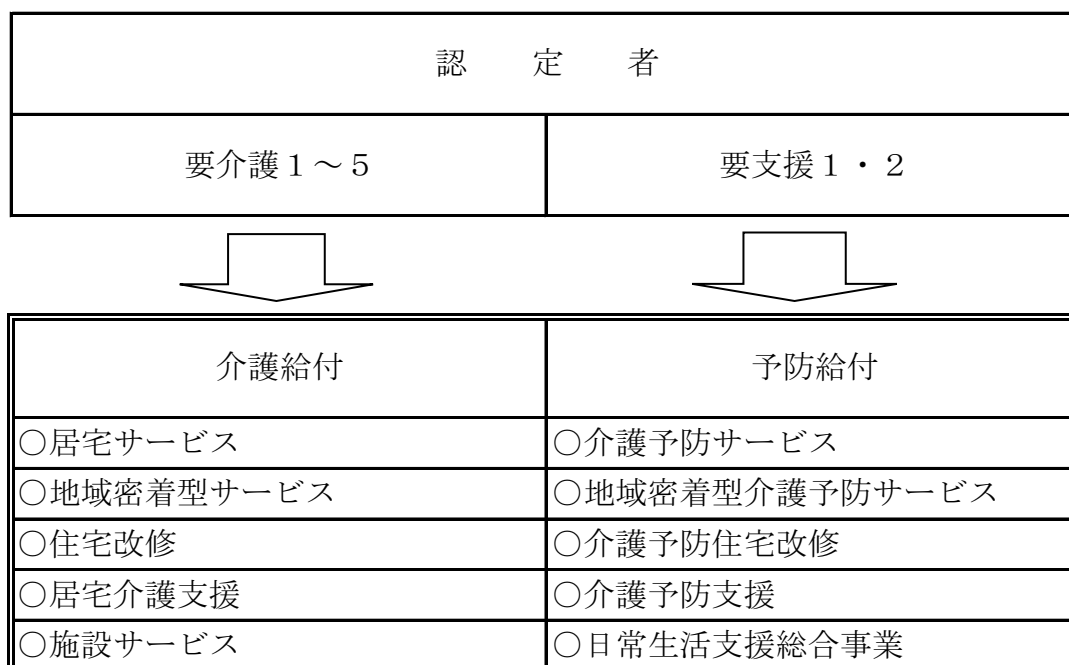 認 定 者
要介護１～５ 要支援１・２
介護給付 予防給付
○居宅サービス ○介護予防サービス
○地域密着型サービス ○地域密着型介護予防サービス
○住宅改修 ○介護予防住宅改修
○居宅介護支援 ○介護予防支援
○施設サービス ○日常生活支援総合事業